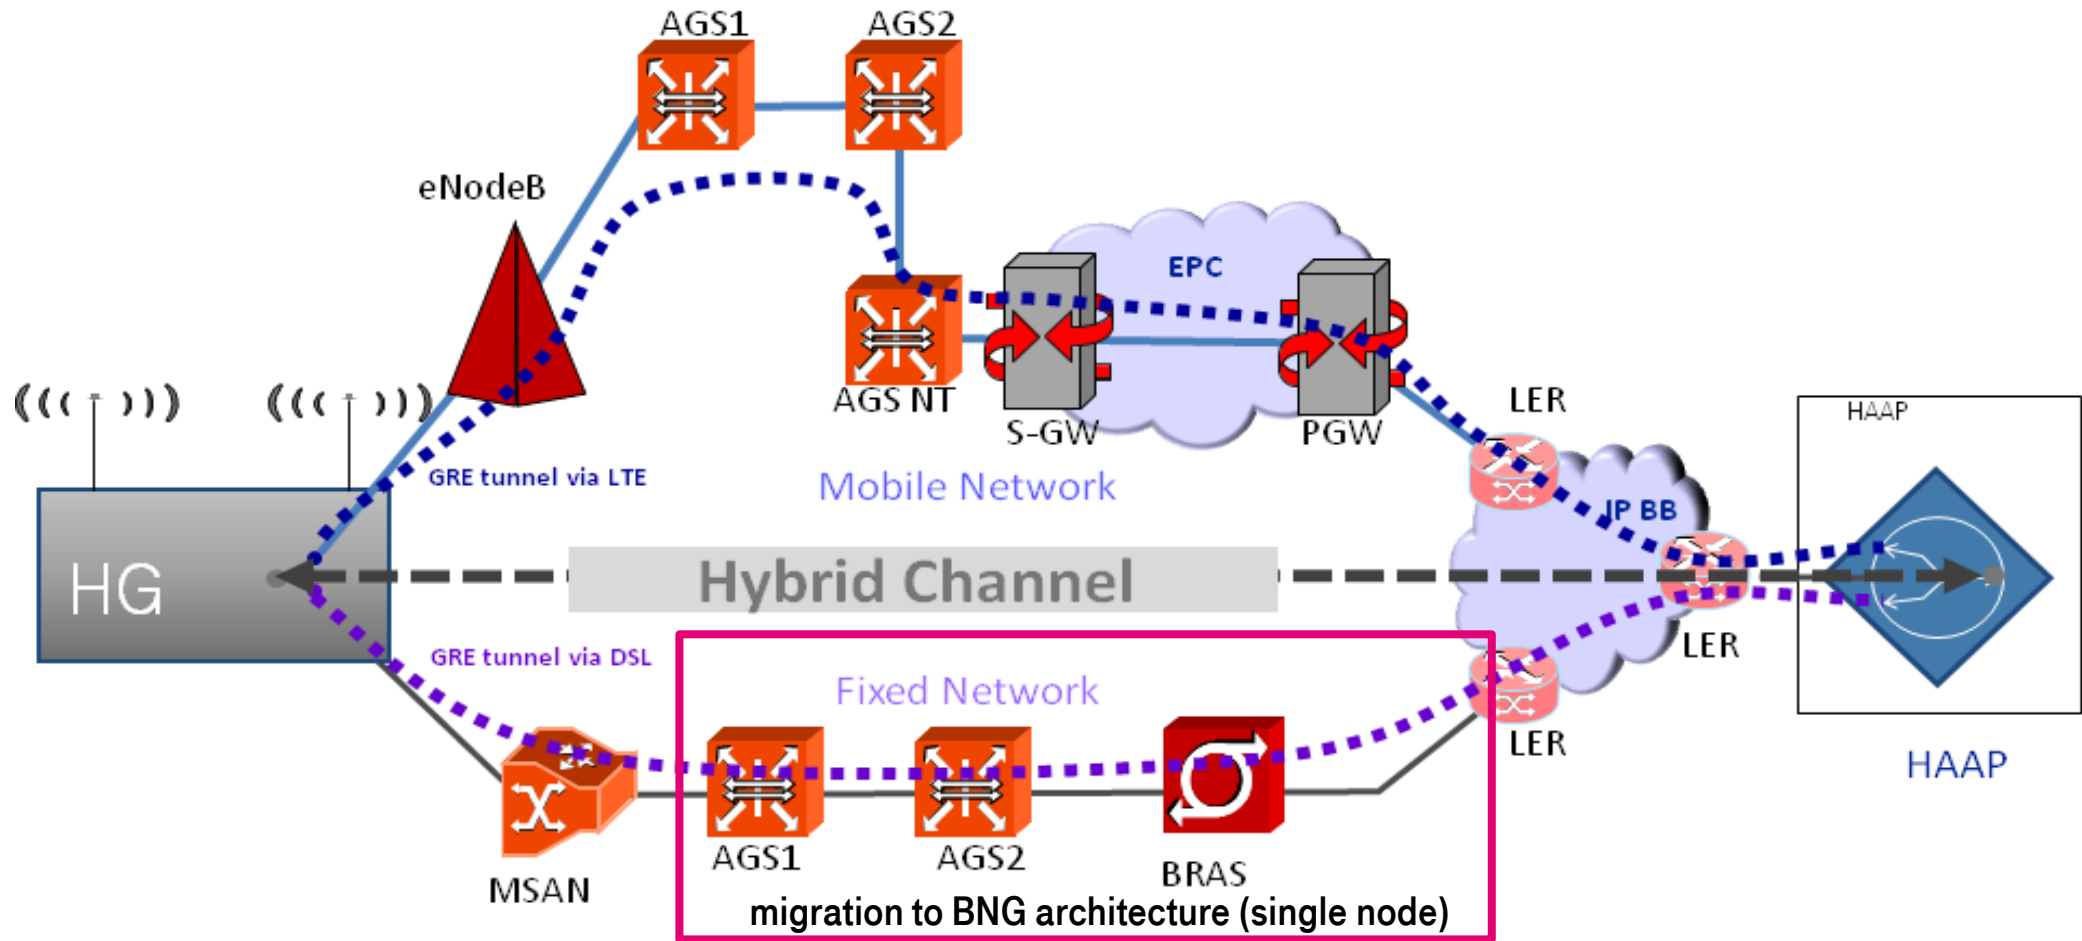 AGS1
AGS2
eNodeB
EPC
AGS NT
S-GW
PGW
LER
HAAP
GRE tunnel via LTE
Mobile Network
IP BB
HG
Hybrid Channel
GRE tunnel via DSL
Fixed Network
LER
LER
HAAP
MSAN
AGS1
AGS2
BRAS
migration to BNG architecture (single node)